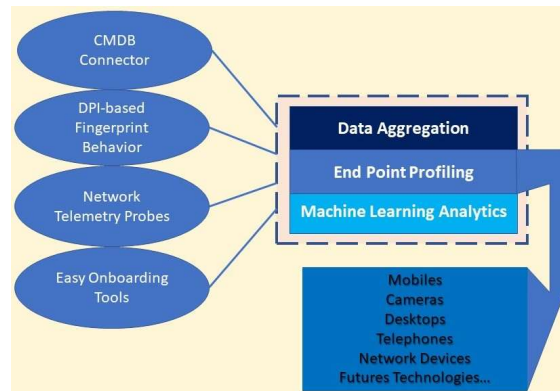 CMDB
Connector
DPI-based
Fingerprint
Behavior
Network
Telemetry Probes
Easy Onboarding
Tools
Data Aggregation
End Point Profiling
Machine Learning Analytics
Mobiles
Cameras
Desktops
Telephones
Network Devices
Futures Technologies...